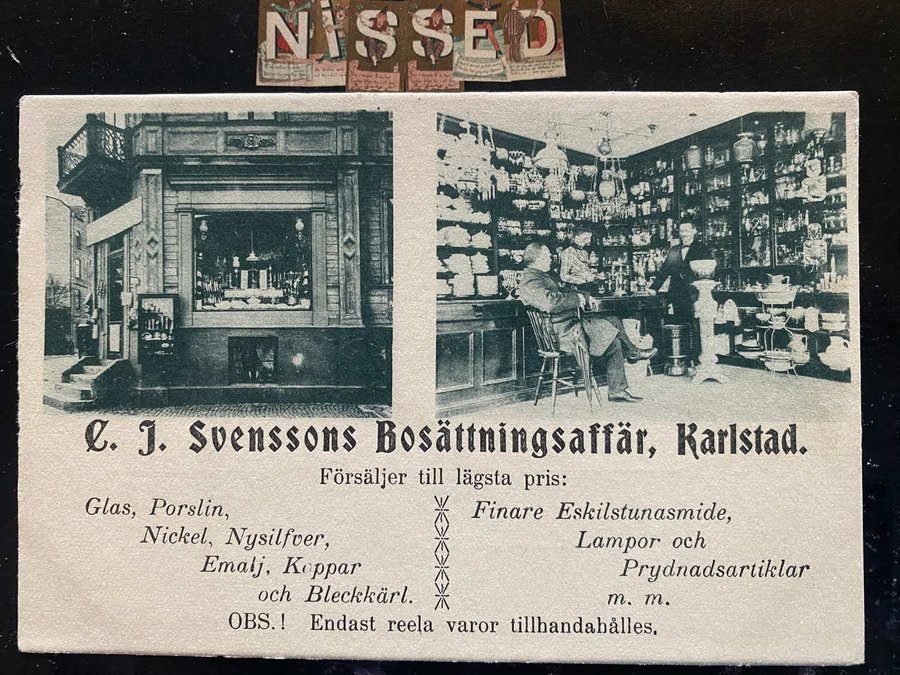 NiSSED
C. J. Svenssons Bosättningsaffär, Karlstad.
Försäljer till lägsta pris:
Glas, Porslin,
Nickel, Nysilfver,
Emalj, Koppar
och Bleckkärl.
Finare Eskilstunasmide,
Lampor och
Prydnadsartiklar
m. m.
OBS.! Endast reela varor tillhandahålles.